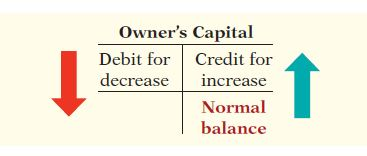 Owner's Capital
Debit for
decrease
Credit for
increase
Normal
balance